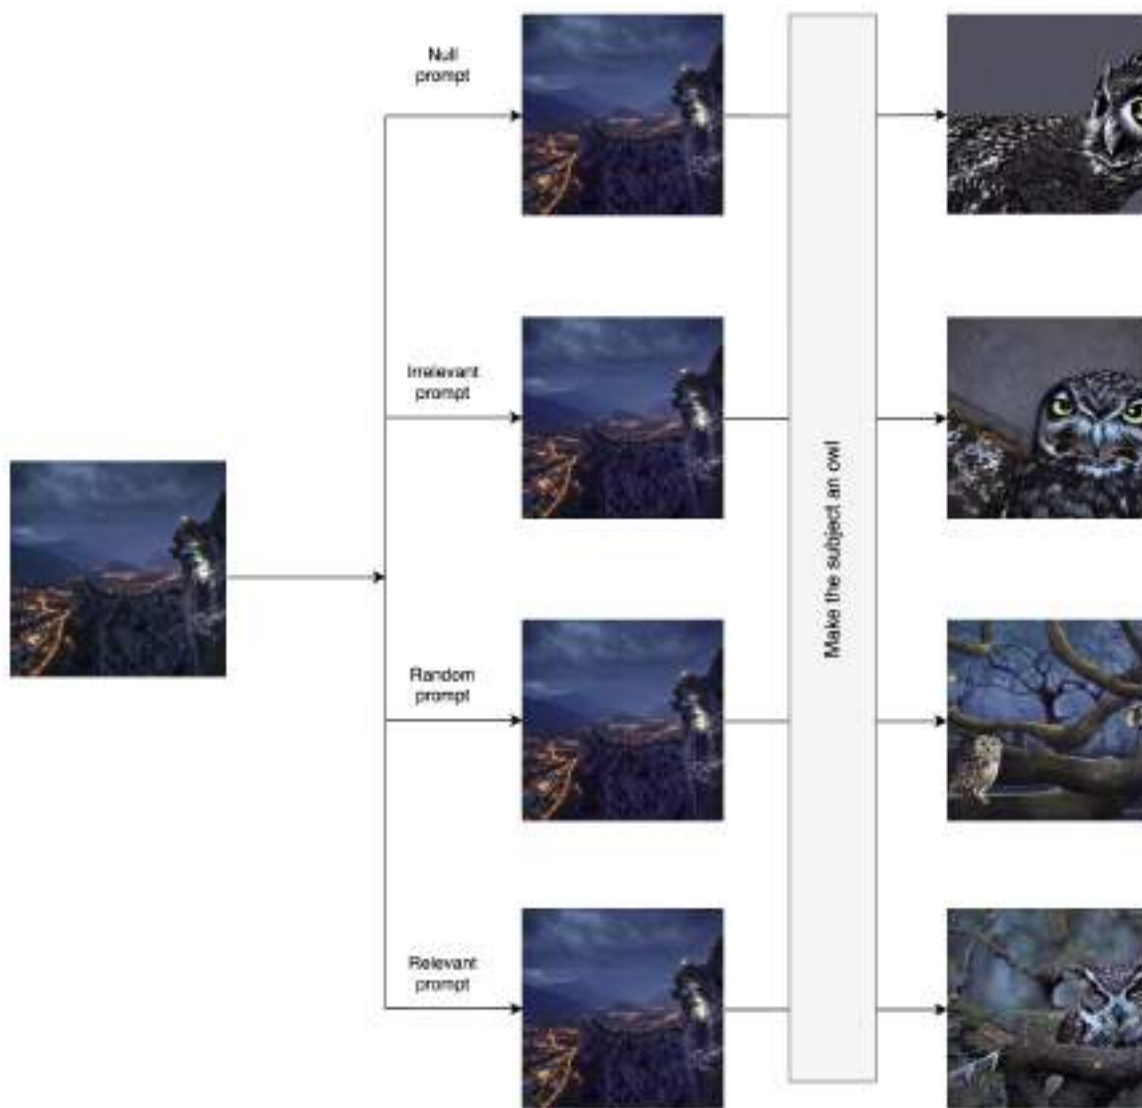 Null
prompt
Irrelevant
prompt
Make the subject an owl
Random
prompt
Relevant
prompt